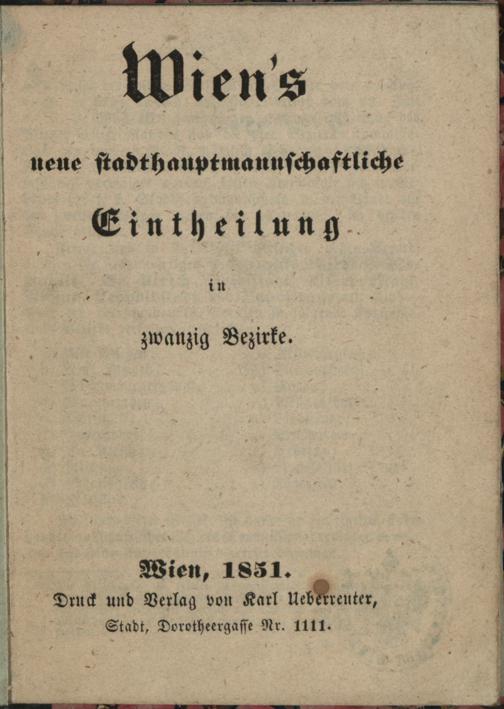 Wien's
neue stadthauptmannschaftliche
Eintheilung
in
zwanzig Bezirke.
Wien, 1851.
Druck und Verlag von Karl Ueberreuter,
Stadt, Dorotheergasse Nr. 1111.